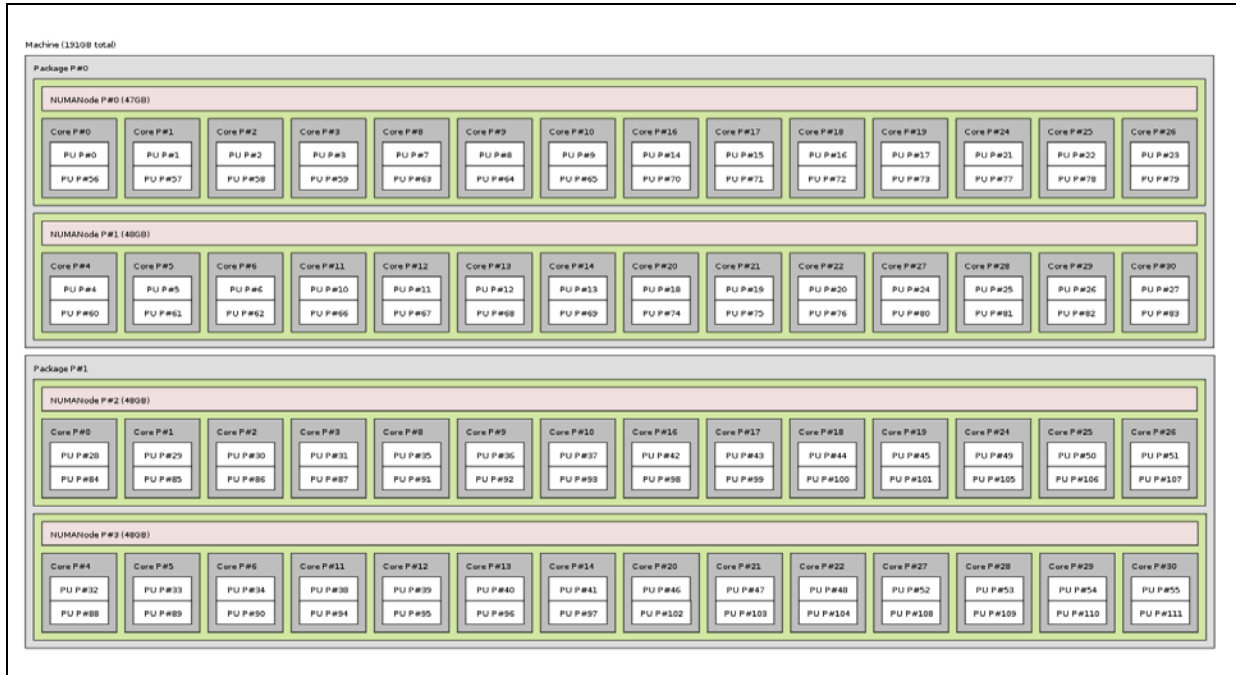 Machine (191GB total)
Package P#0
NUMANode P#0 (47GB)
Core P#0 Core P#1 Core P#2 Core P#3 Core P#8 Core P#9 Core P#10 Core P#16 Core P#17 Core P#18 Core P#19 Core P#24 Core P#25 Core P#26
PU P#0 PU P#1 PU P#2 PU P#3 PU P#7 PU P#8 PU P#9 PU P#14 PU P#15 PU P#16 PU P#17 PU P#21 PU P#22 PU P#23
PU P#56 PU P#57 PU P#58 PU P#59 PU P#63 PU P#64 PU P#65 PU P#70 PU P#71 PU P#72 PU P#73 PU P#77 PU P#78 PU P#79
NUMANode P#1 (48GB)
Core P#4 Core P#5 Core P#6 Core P#11 Core P#12 Core P#13 Core P#14 Core P#20 Core P#21 Core P#22 Core P#27 Core P#28 Core P#29 Core P#30
PU P#4 PU P#5 PU P#6 PU P#10 PU P#11 PU P#12 PU P#13 PU P#18 PU P#19 PU P#20 PU P#24 PU P#25 PU P#26 PU P#27
PU P#60 PU P#61 PU P#62 PU P#66 PU P#67 PU P#68 PU P#69 PU P#74 PU P#75 PU P#76 PU P#80 PU P#81 PU P#82 PU P#83
Package P#1
NUMANode P#2 (48GB)
Core P#0 Core P#1 Core P#2 Core P#3 Core P#8 Core P#9 Core P#10 Core P#16 Core P#17 Core P#18 Core P#19 Core P#24 Core P#25 Core P#26
PU P#28 PU P#29 PU P#30 PU P#31 PU P#35 PU P#36 PU P#37 PU P#42 PU P#43 PU P#44 PU P#45 PU P#49 PU P#50 PU P#51
PU P#84 PU P#85 PU P#86 PU P#87 PU P#91 PU P#92 PU P#93 PU P#98 PU P#99 PU P#100 PU P#101 PU P#105 PU P#106 PU P#107
NUMANode P#3 (48GB)
Core P#4 Core P#5 Core P#6 Core P#11 Core P#12 Core P#13 Core P#14 Core P#20 Core P#21 Core P#22 Core P#27 Core P#28 Core P#29 Core P#30
PU P#32 PU P#33 PU P#34 PU P#38 PU P#39 PU P#40 PU P#41 PU P#46 PU P#47 PU P#48 PU P#52 PU P#53 PU P#54 PU P#55
PU P#88 PU P#89 PU P#90 PU P#94 PU P#95 PU P#96 PU P#97 PU P#102 PU P#103 PU P#104 PU P#108 PU P#109 PU P#110 PU P#111